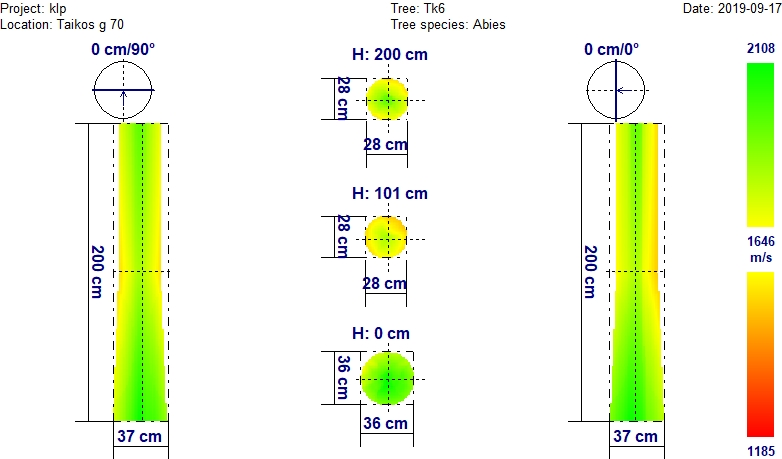 Project: klp
Tree: Tk6
Date: 2019-09-17
Location: Taikos g 70
Tree species: Abies
0 cm/90°
H: 200 cm
0 cm/0°
2108
28 cm
28 cm
H: 101 cm
28 cm
28 cm
200 cm
200 cm
1646
m/s
H: 0 cm
36 cm
36 cm
37 cm
37 cm
1185